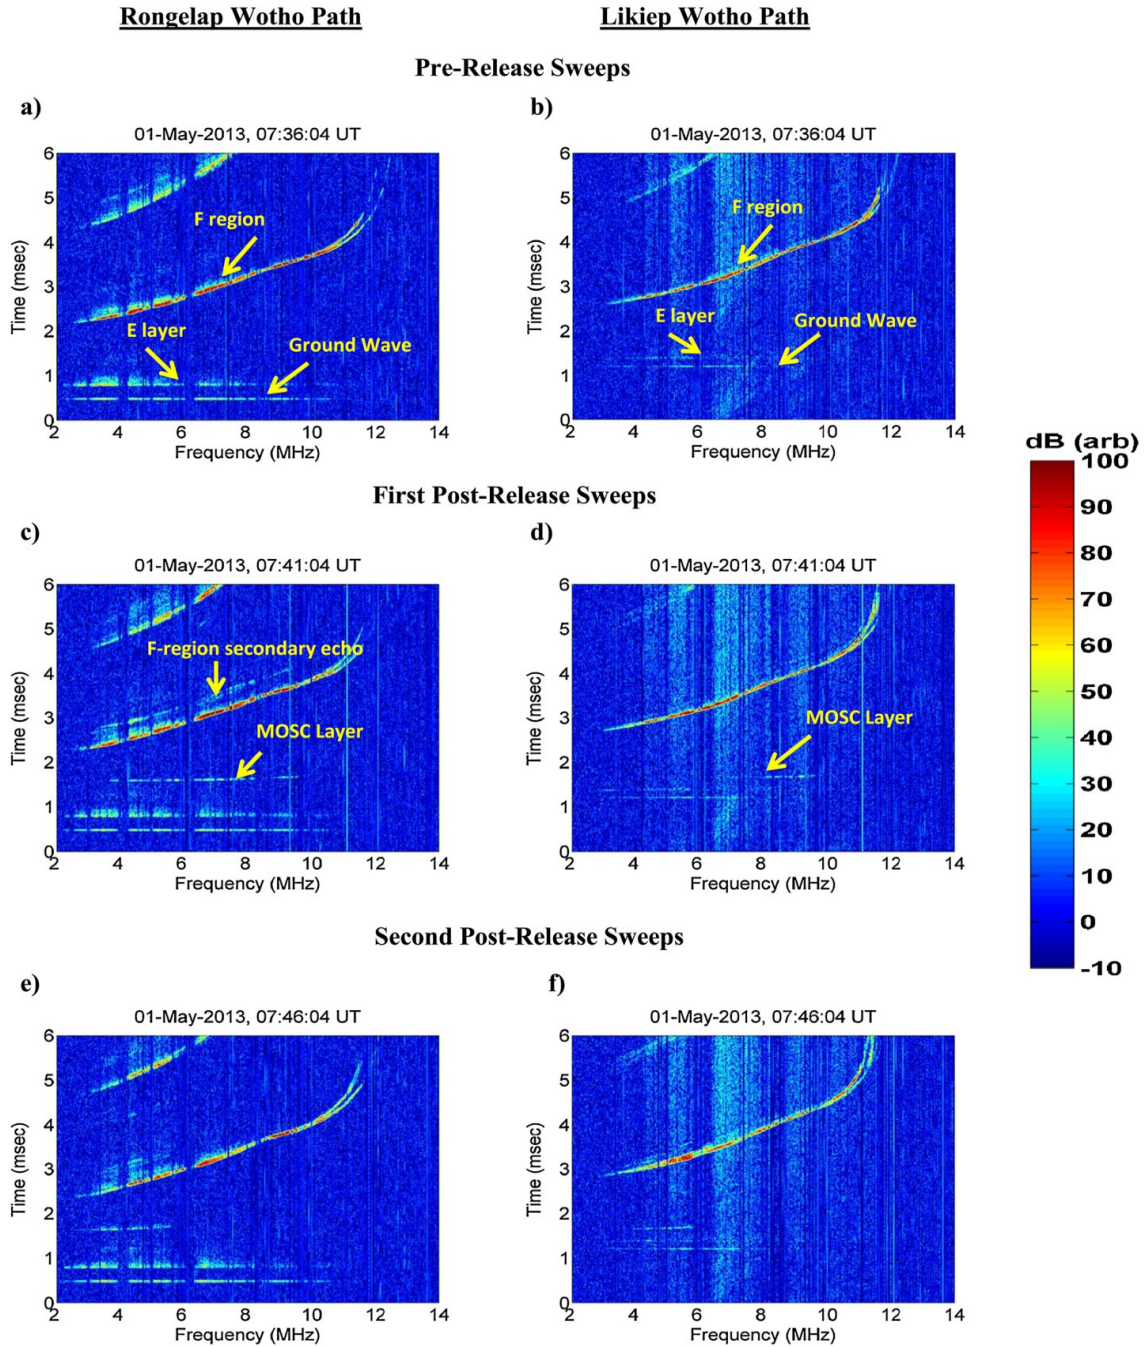 Rongelap Wotho Path
Likiep Wotho Path
Pre-Release Sweeps
a)
01-May-2013, 07:36:04 UT
6
5
4
3
2
1
0
Time (msec)
F region
E layer
Ground Wave
2 4 6 8 10 12 14
Frequency (MHz)
b)
01-May-2013, 07:36:04 UT
6
5
4
3
2
1
0
Time (msec)
F region
E layer
Ground Wave
2 4 6 8 10 12 14
Frequency (MHz)
First Post-Release Sweeps
c)
01-May-2013, 07:41:04 UT
6
5
4
3
2
1
0
Time (msec)
F-region secondary echo
MOSC Layer
2 4 6 8 10 12 14
Frequency (MHz)
d)
01-May-2013, 07:41:04 UT
6
5
4
3
2
1
0
Time (msec)
MOSC Layer
2 4 6 8 10 12 14
Frequency (MHz)
dB (arb)
100
90
80
70
60
50
40
30
20
10
0
-10
Second Post-Release Sweeps
e)
01-May-2013, 07:46:04 UT
6
5
4
3
2
1
0
Time (msec)
2 4 6 8 10 12 14
Frequency (MHz)
f)
01-May-2013, 07:46:04 UT
6
5
4
3
2
1
0
Time (msec)
2 4 6 8 10 12 14
Frequency (MHz)